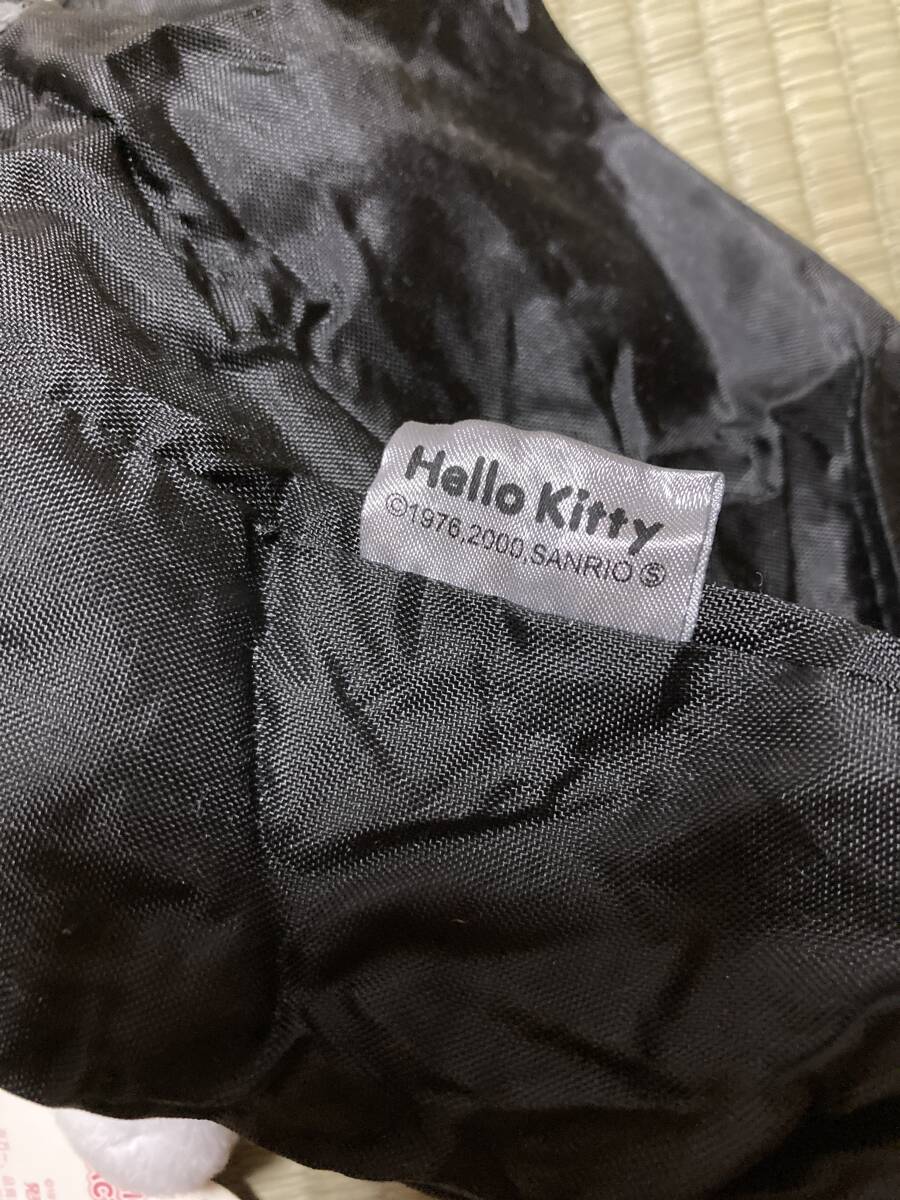 Hello Kitty
©1976,2000,SANRIO Ⓢ